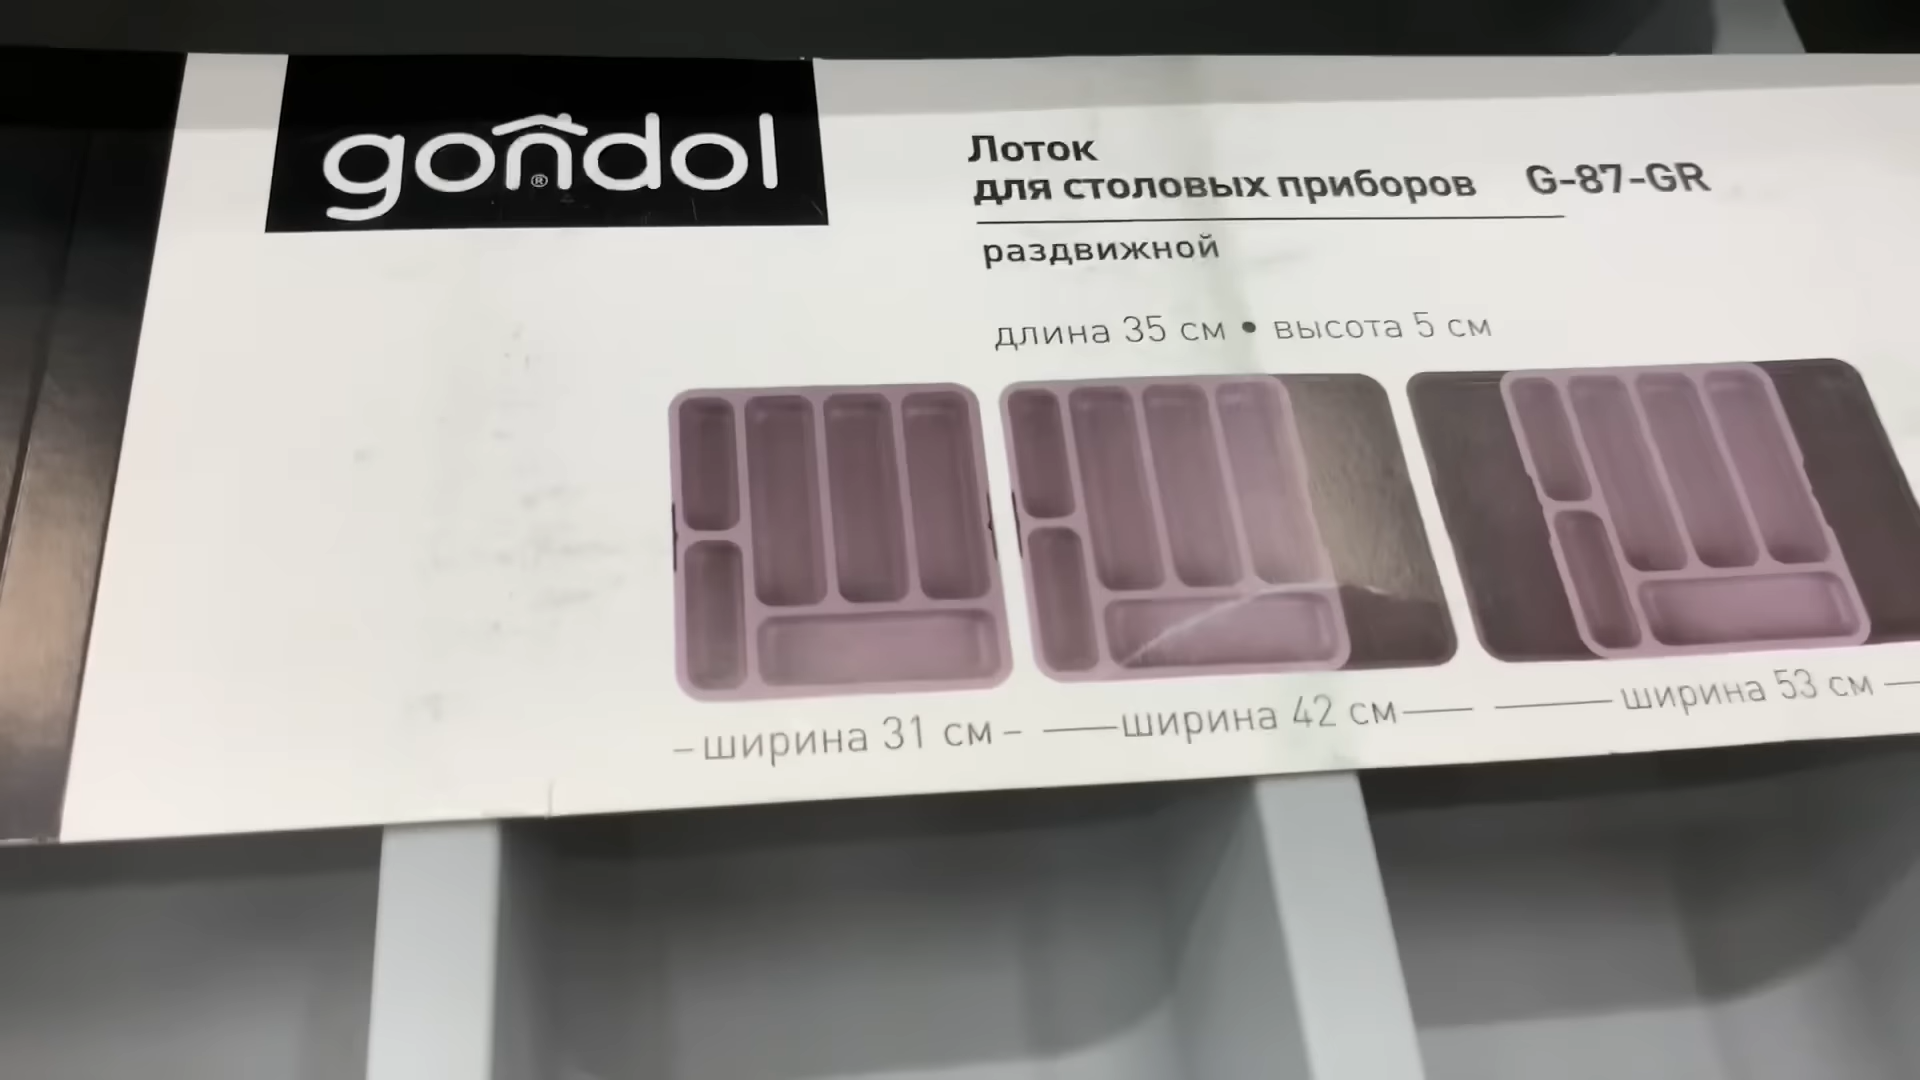 gondol
®
Лоток
для столовых приборов G-87-GR
раздвижной
длина 35 см • высота 5 см
ширина 31 см
ширина 42 см
ширина 53 см